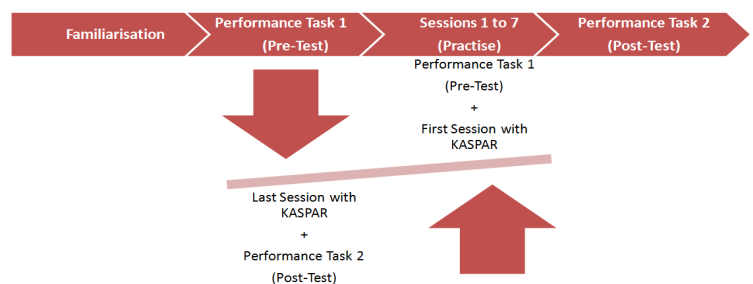 Familiarisation
Performance Task 1
(Pre-Test)
Sessions 1 to 7
(Practise)
Performance Task 2
(Post-Test)
Performance Task 1
(Pre-Test)
+
First Session with
KASPAR
Last Session with
KASPAR
+
Performance Task 2
(Post-Test)